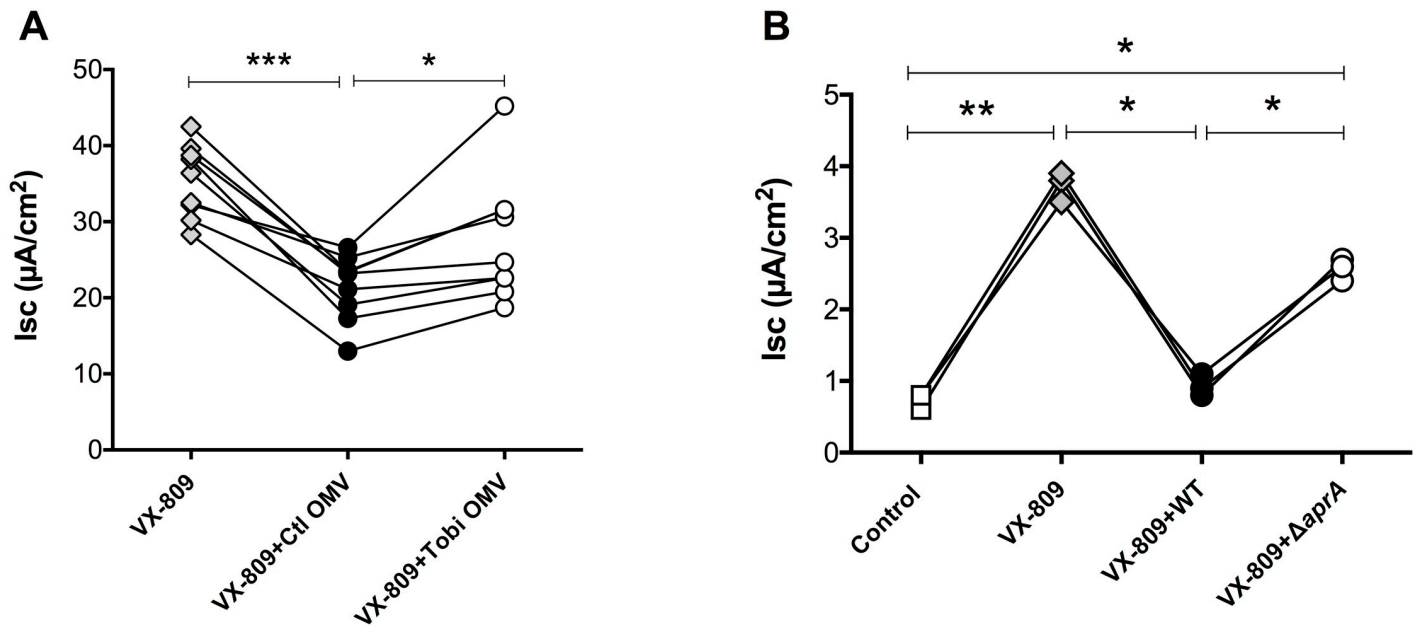 A
***
*
50
40
30
20
10
0
Isc (µA/cm²)
VX-809
VX-809+Ctl OMV
VX-809+Tobi OMV
B
*
**
*
*
5
4
3
2
1
0
Isc (µA/cm²)
Control
VX-809
VX-809+WT
VX-809+ΔaprA